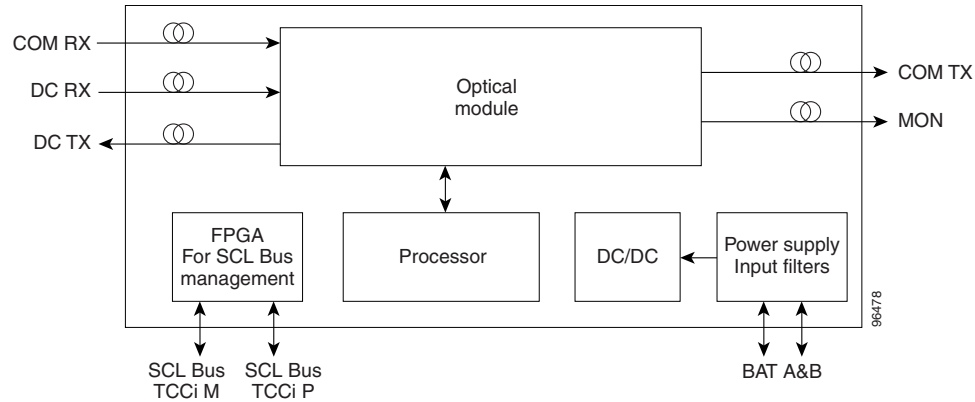 COM RX
DC RX
DC TX
Optical
module
COM TX
MON
FPGA
For SCL Bus
management
Processor
DC/DC
Power supply
Input filters
96478
SCL Bus
TCCi M
SCL Bus
TCCi P
BAT A&B